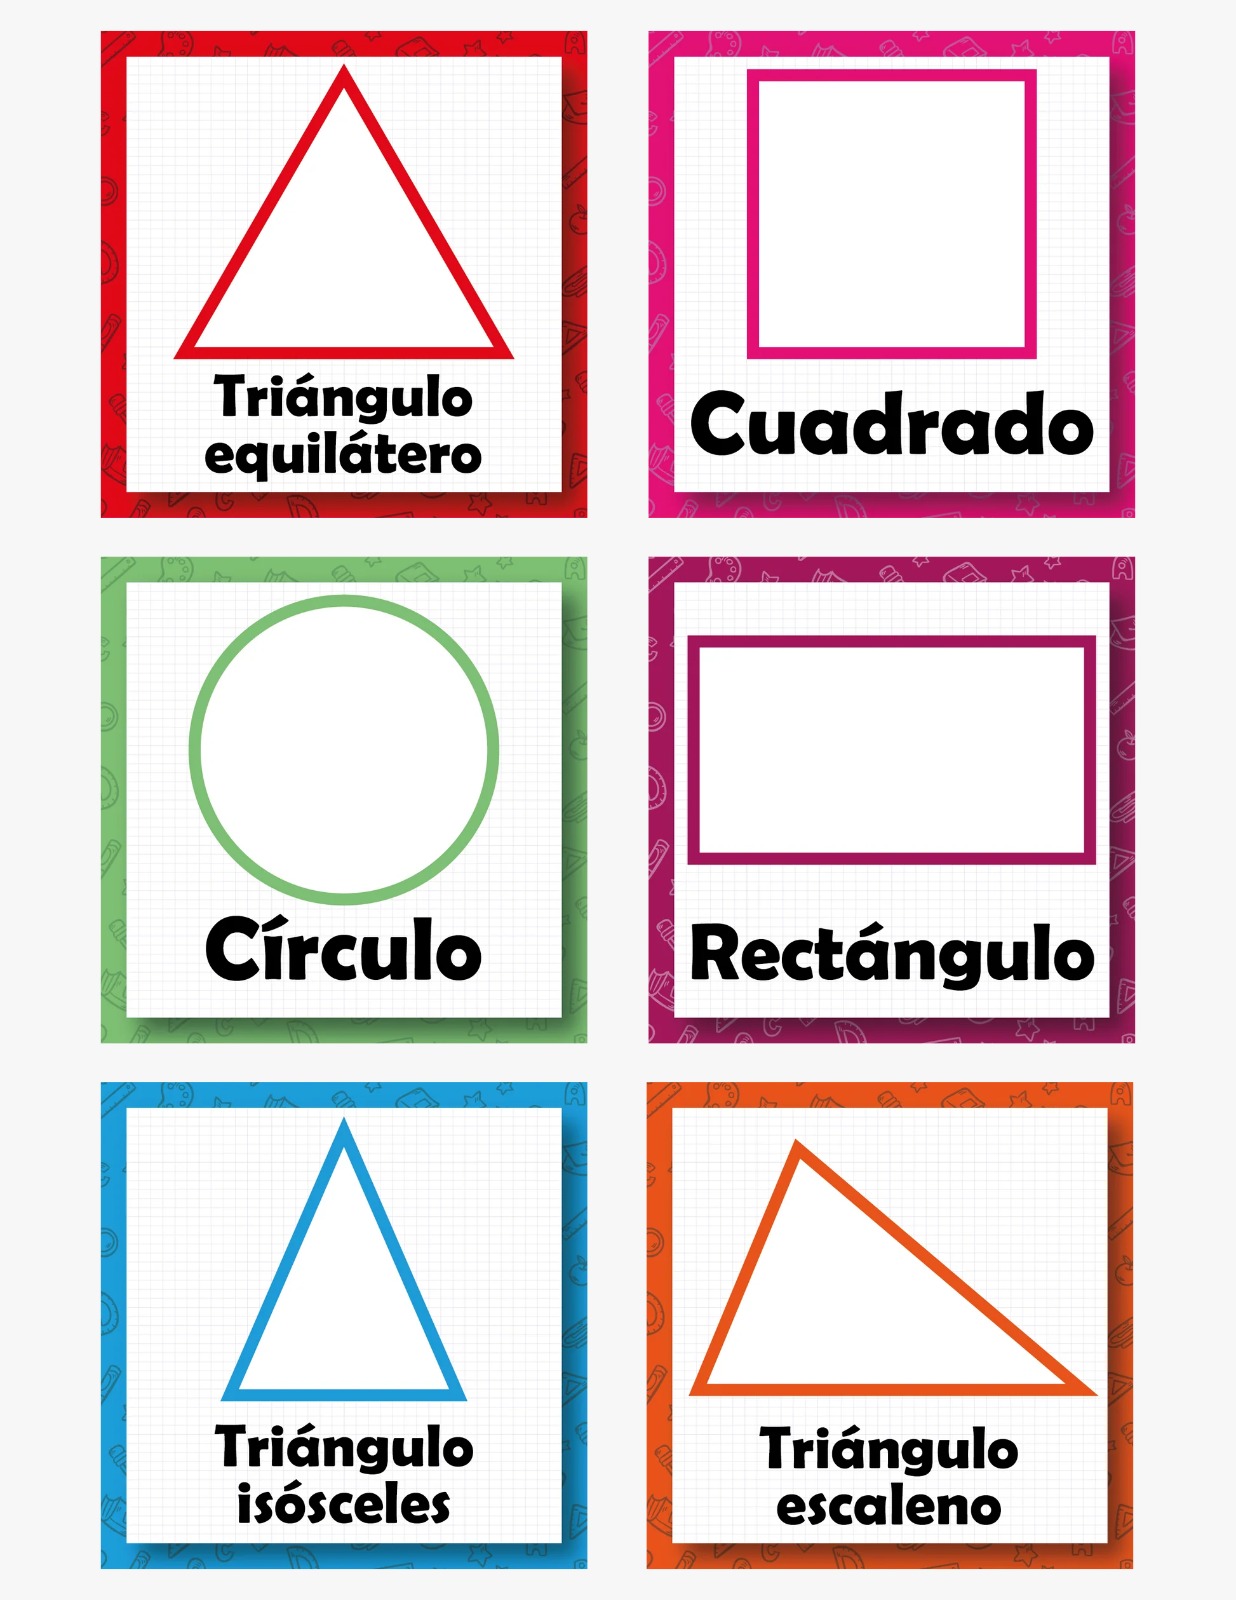 Triángulo
equilátero
Cuadrado
Círculo
Rectángulo
Triángulo
isósceles
Triángulo
escaleno